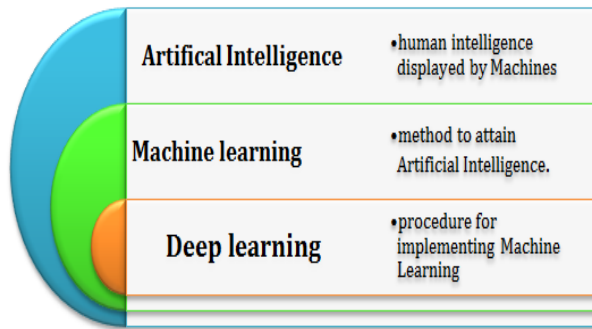 Artifical Intelligence
•human intelligence
displayed by Machines
Machine learning
•method to attain
Artificial Intelligence.
Deep learning
•procedure for
implementing Machine
Learning